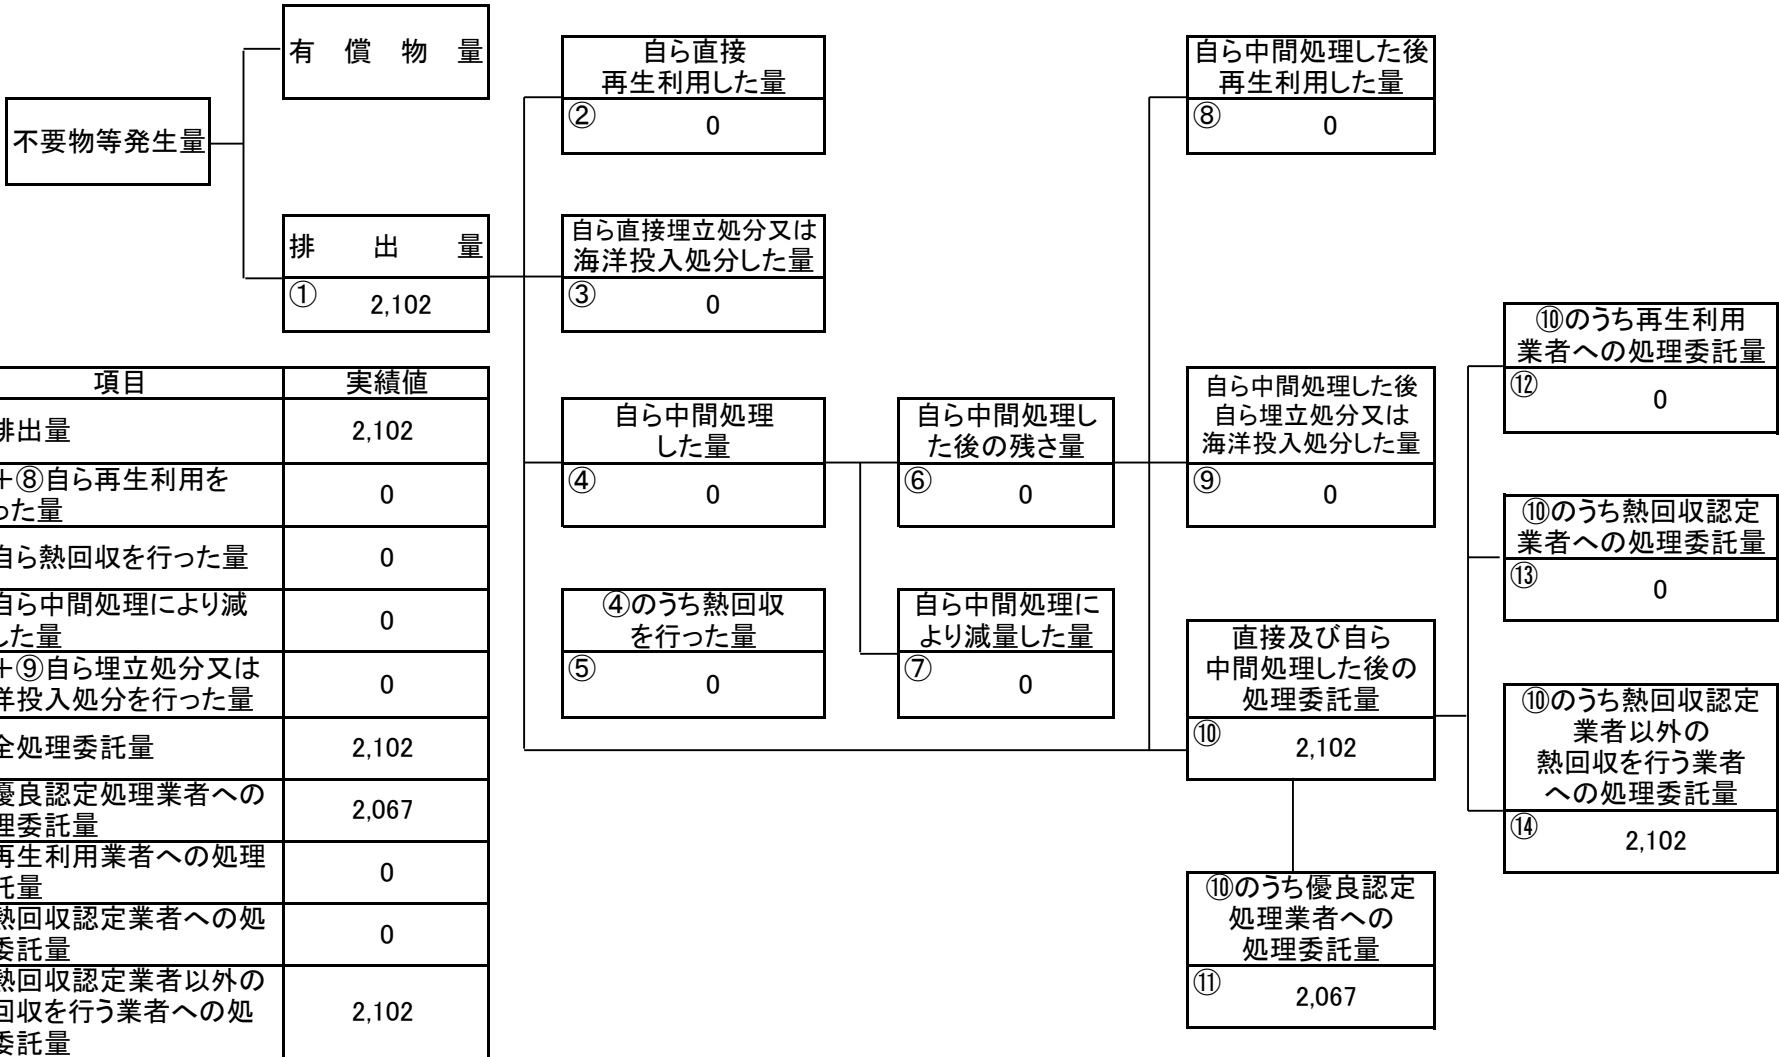 有償物量
不要物等発生量
排出量
① 2,102
自ら直接
再生利用した量
② 0
自ら直接埋立処分又は
海洋投入処分した量
③ 0
自ら中間処理
した量
④ 0
④のうち熱回収
を行った量
⑤ 0
自ら中間処理し
た後の残さ量
⑥ 0
自ら中間処理に
より減量した量
⑦ 0
自ら中間処理した後
再生利用した量
⑧ 0
自ら中間処理した後
自ら埋立処分又は
海洋投入処分した量
⑨ 0
直接及び自ら
中間処理した後の
処理委託量
⑩ 2,102
⑩のうち優良認定
処理業者への
処理委託量
⑪ 2,067
⑩のうち再生利用
業者への処理委託量
⑫ 0
⑩のうち熱回収認定
業者への処理委託量
⑬ 0
⑩のうち熱回収認定
業者以外の
熱回収を行う業者
への処理委託量
⑭ 2,102
項目 実績値
排出量 2,102
+⑧自ら再生利用を
った量 0
自ら熱回収を行った量 0
自ら中間処理により減
した量 0
+⑨自ら埋立処分又は
洋投入処分を行った量 0
全処理委託量 2,102
優良認定処理業者への
理委託量 2,067
再生利用業者への処理
託量 0
熱回収認定業者への処
委託量 0
熱回収認定業者以外の
回収を行う業者への処
委託量 2,102